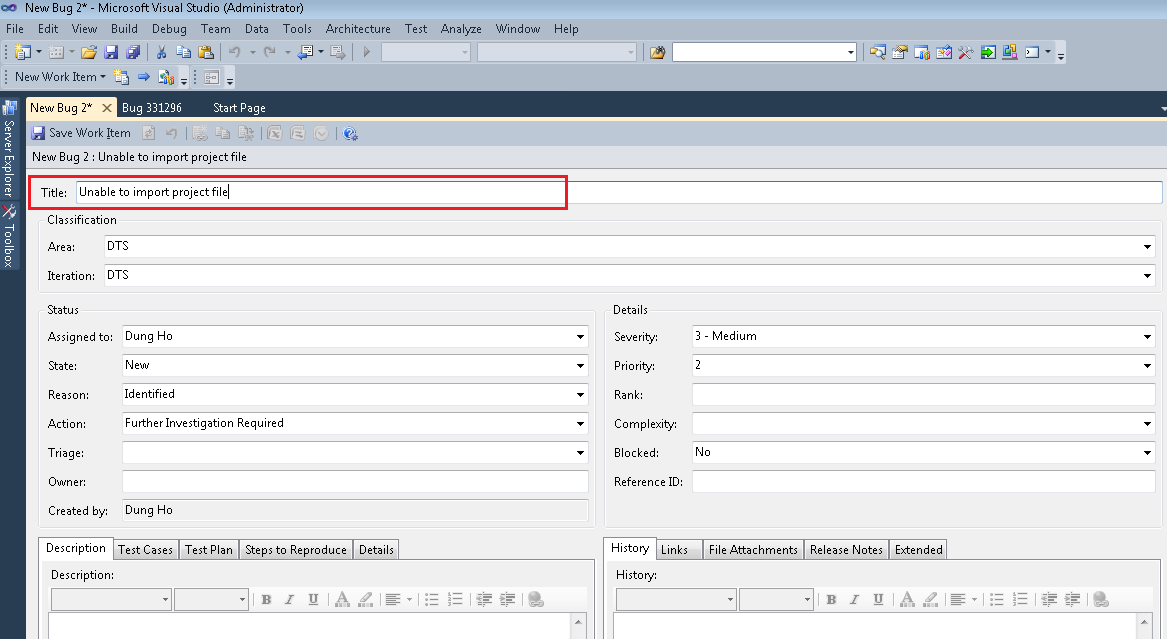 New Bug 2* - Microsoft Visual Studio (Administrator)
File Edit View Build Debug Team Data Tools Architecture Test Analyze Window Help
New Work Item
New Bug 2* Bug 331296 Start Page
Server Explorer
Toolbox
Save Work Item
New Bug 2 : Unable to import project file
Title: Unable to import project file
Classification
Area: DTS
Iteration: DTS
Status
Assigned to: Dung Ho
State: New
Reason: Identified
Action: Further Investigation Required
Triage:
Owner:
Created by: Dung Ho
Details
Severity: 3 - Medium
Priority: 2
Rank:
Complexity:
Blocked: No
Reference ID:
Description Test Cases Test Plan Steps to Reproduce Details
Description:
B I U A
History Links File Attachments Release Notes Extended
History:
B I U A